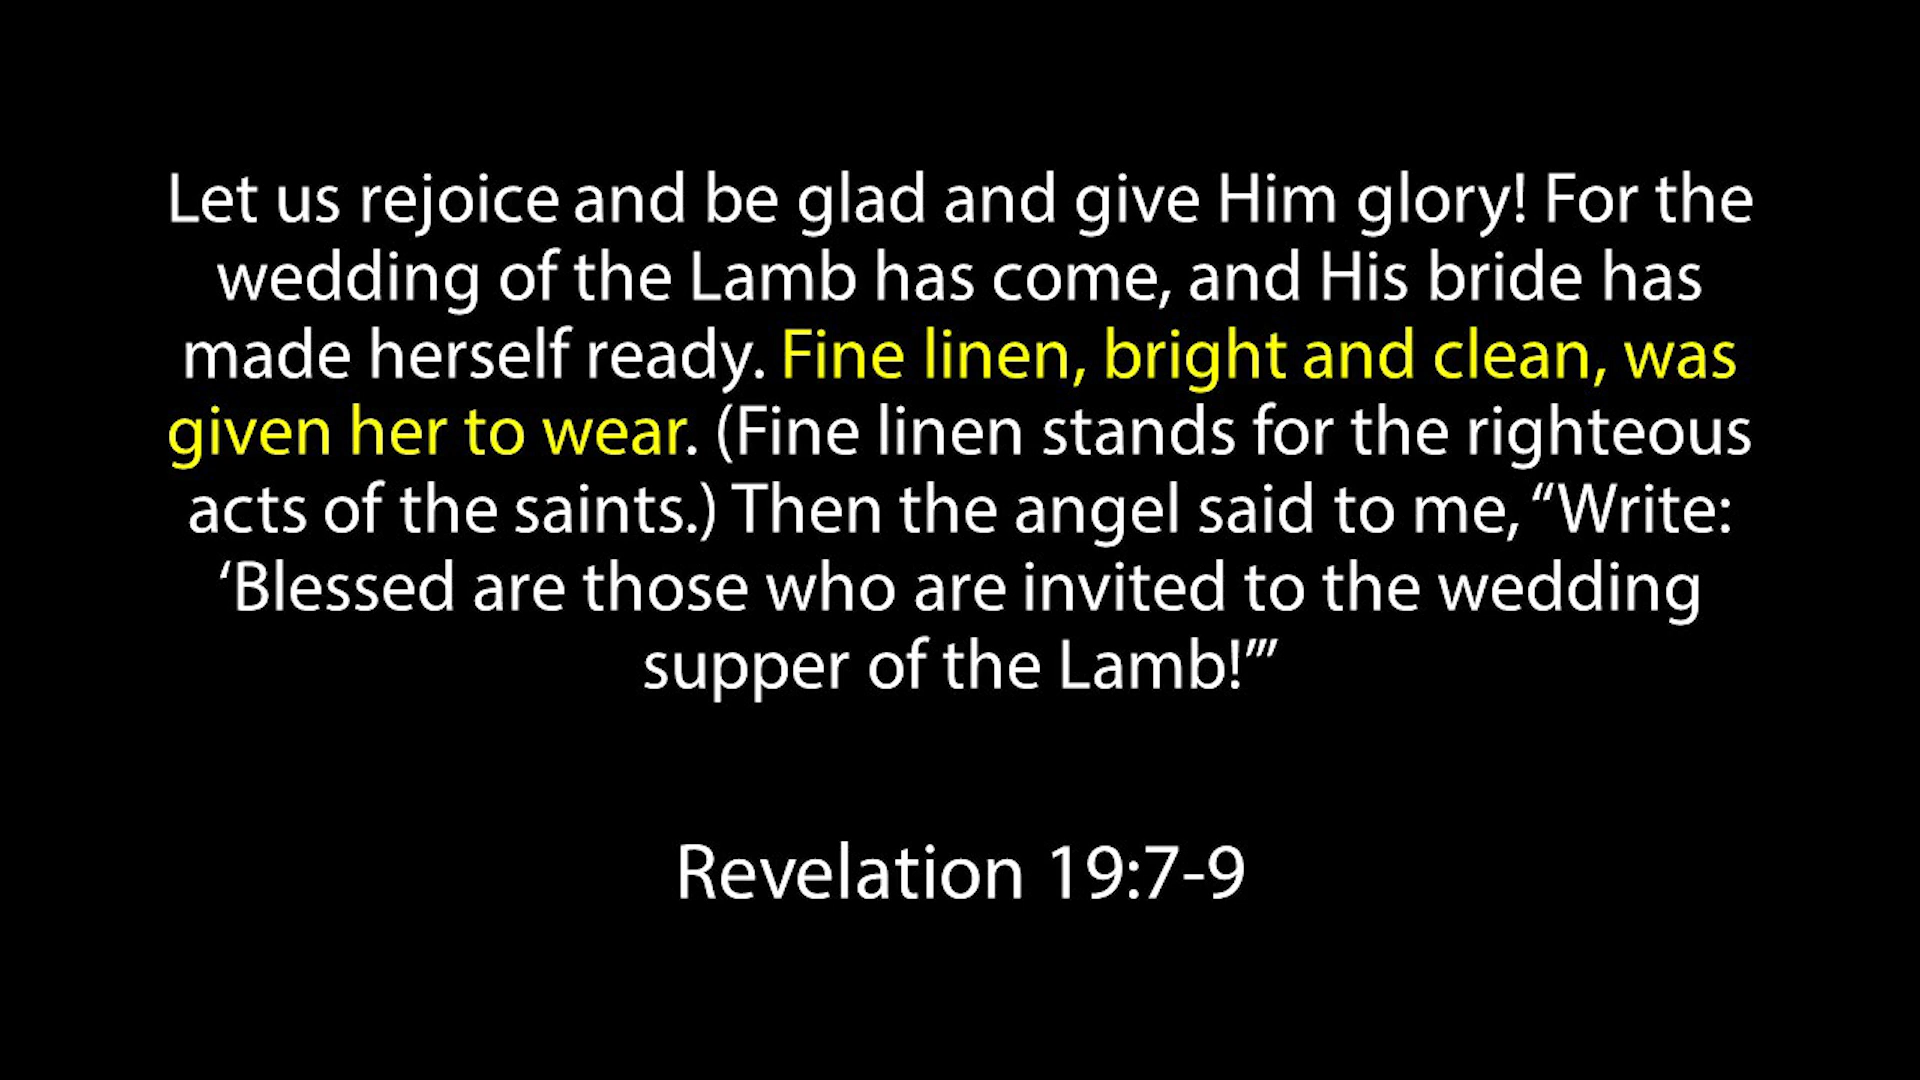 Let us rejoice and be glad and give Him glory! For the
wedding of the Lamb has come, and His bride has
made herself ready. Fine linen, bright and clean, was
given her to wear. (Fine linen stands for the righteous
acts of the saints.) Then the angel said to me, “Write:
‘Blessed are those who are invited to the wedding
supper of the Lamb!’”
Revelation 19:7-9